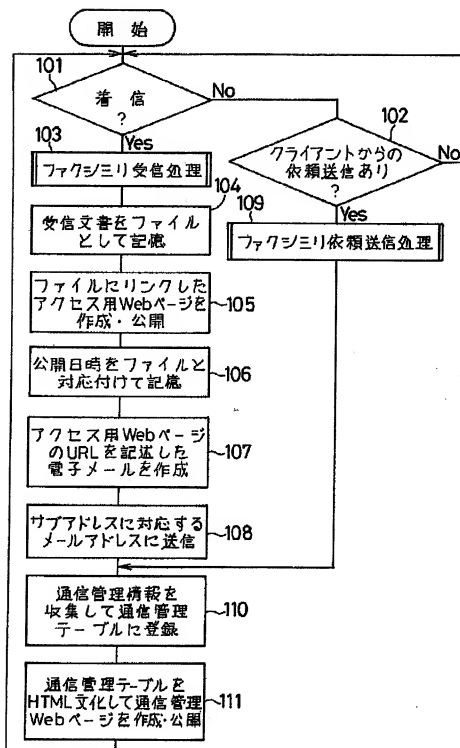 開始
101
着信
?
No
Yes
102
クライアントからの
依頼送信あり
?
No
Yes
103
ファクシミリ受信処理
104
受信文書をファイル
として記憶
109
ファクシミリ依頼送信処理
ファイルにリンクした
アクセス用Webページを
作成・公開
105
公開日時をファイルと
対応付けて記憶
106
アクセス用Webページ
のURLを記述した
電子メールを作成
107
サブアドレスに対応する
メールアドレスに送信
108
通信管理情報を
収集して通信管理
テーブルに登録
110
通信管理テーブルを
HTML文化して通信管理
Webページを作成・公開
111